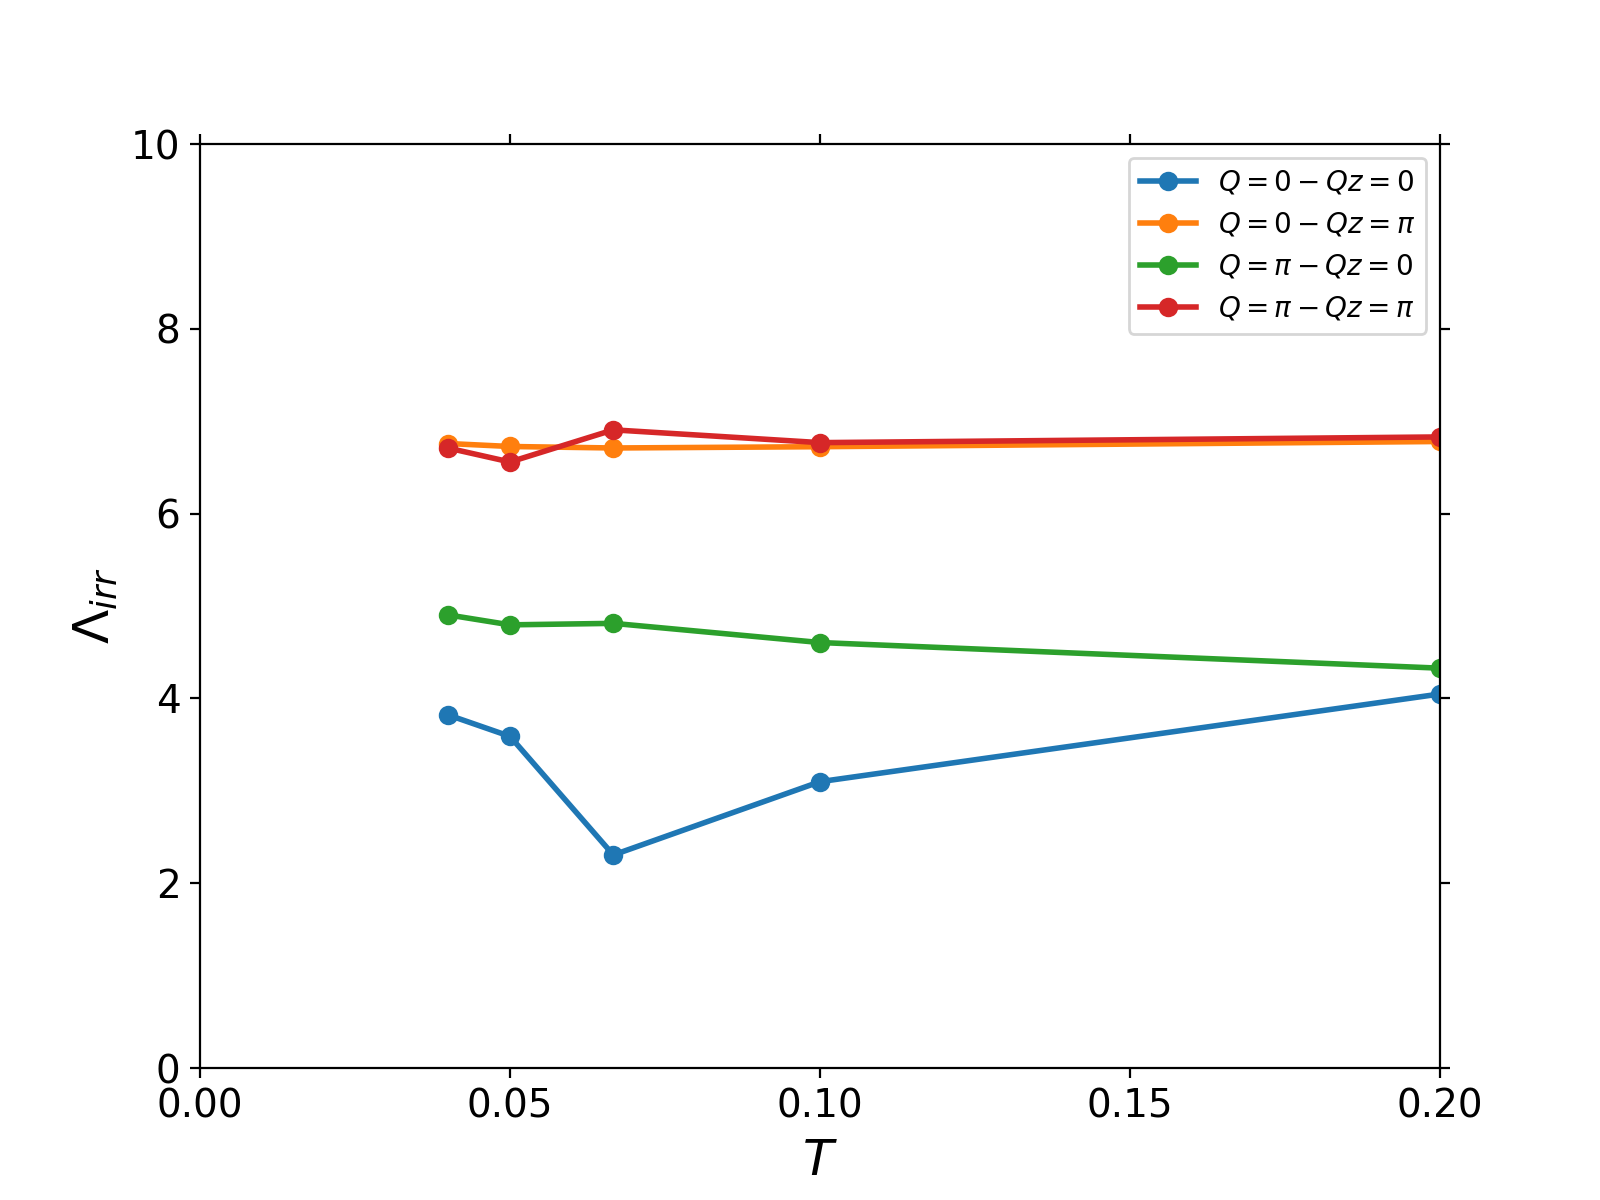 10
8
6
4
2
0
0.00 0.05 0.10 0.15 0.20
Λ_irr
T
Q = 0 − Qz = 0
Q = 0 − Qz = π
Q = π − Qz = 0
Q = π − Qz = π